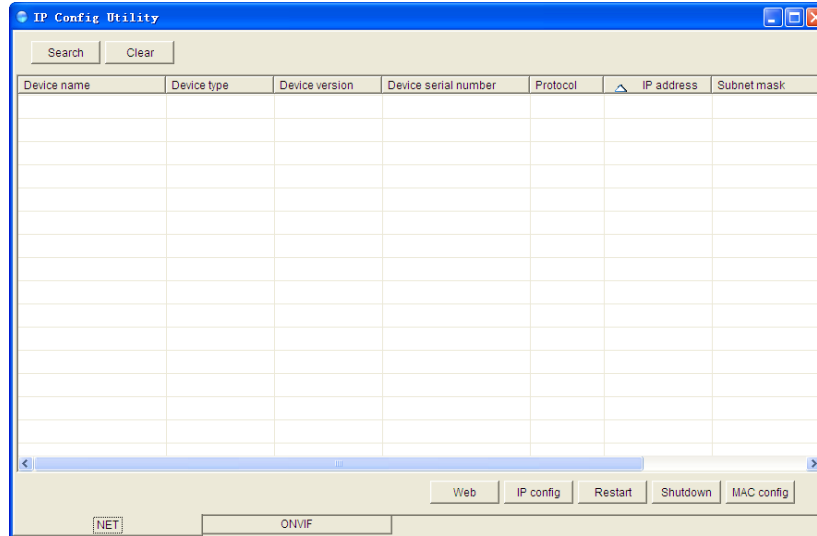 IP Config Utility
Search Clear
Device name Device type Device version Device serial number Protocol IP address Subnet mask
Web IP config Restart Shutdown MAC config
NET ONVIF